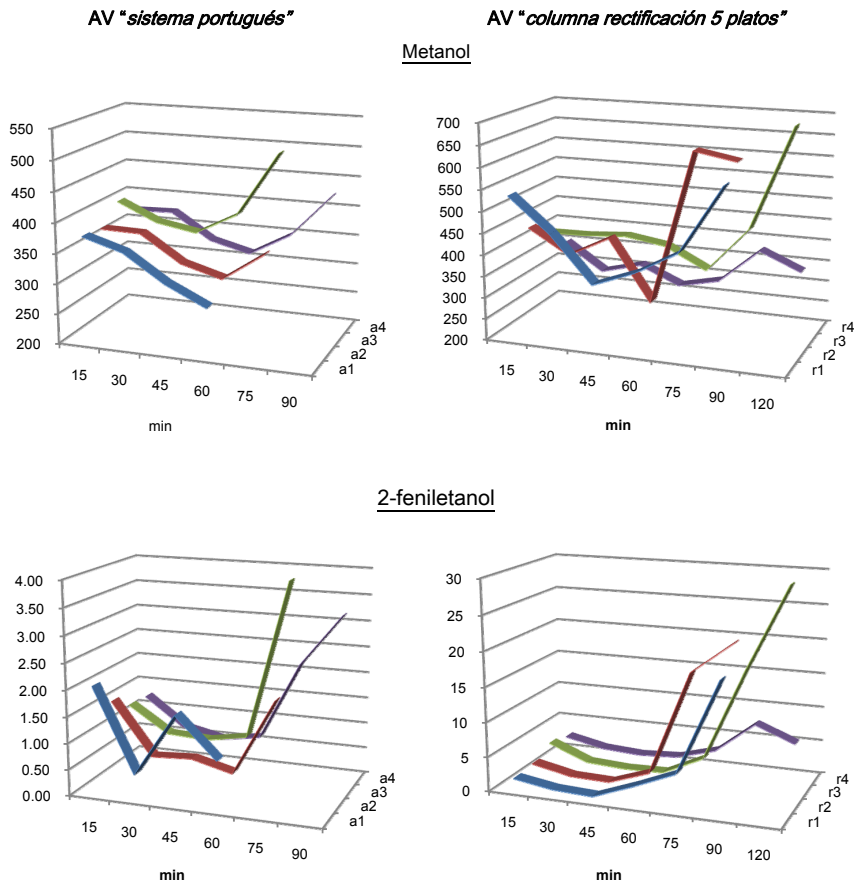 AV “sistema portugués”
AV “columna rectificación 5 platos”
Metanol
550
500
450
400
350
300
250
200
15
30
45
60
75
90
a4
a3
a2
a1
min
700
650
600
550
500
450
400
350
300
250
200
15
30
45
60
75
90
120
r4
r3
r2
r1
min
2-feniletanol
4.00
3.50
3.00
2.50
2.00
1.50
1.00
0.50
0.00
15
30
45
60
75
90
a4
a3
a2
a1
min
30
25
20
15
10
5
0
15
30
45
60
75
90
120
r4
r3
r2
r1
min